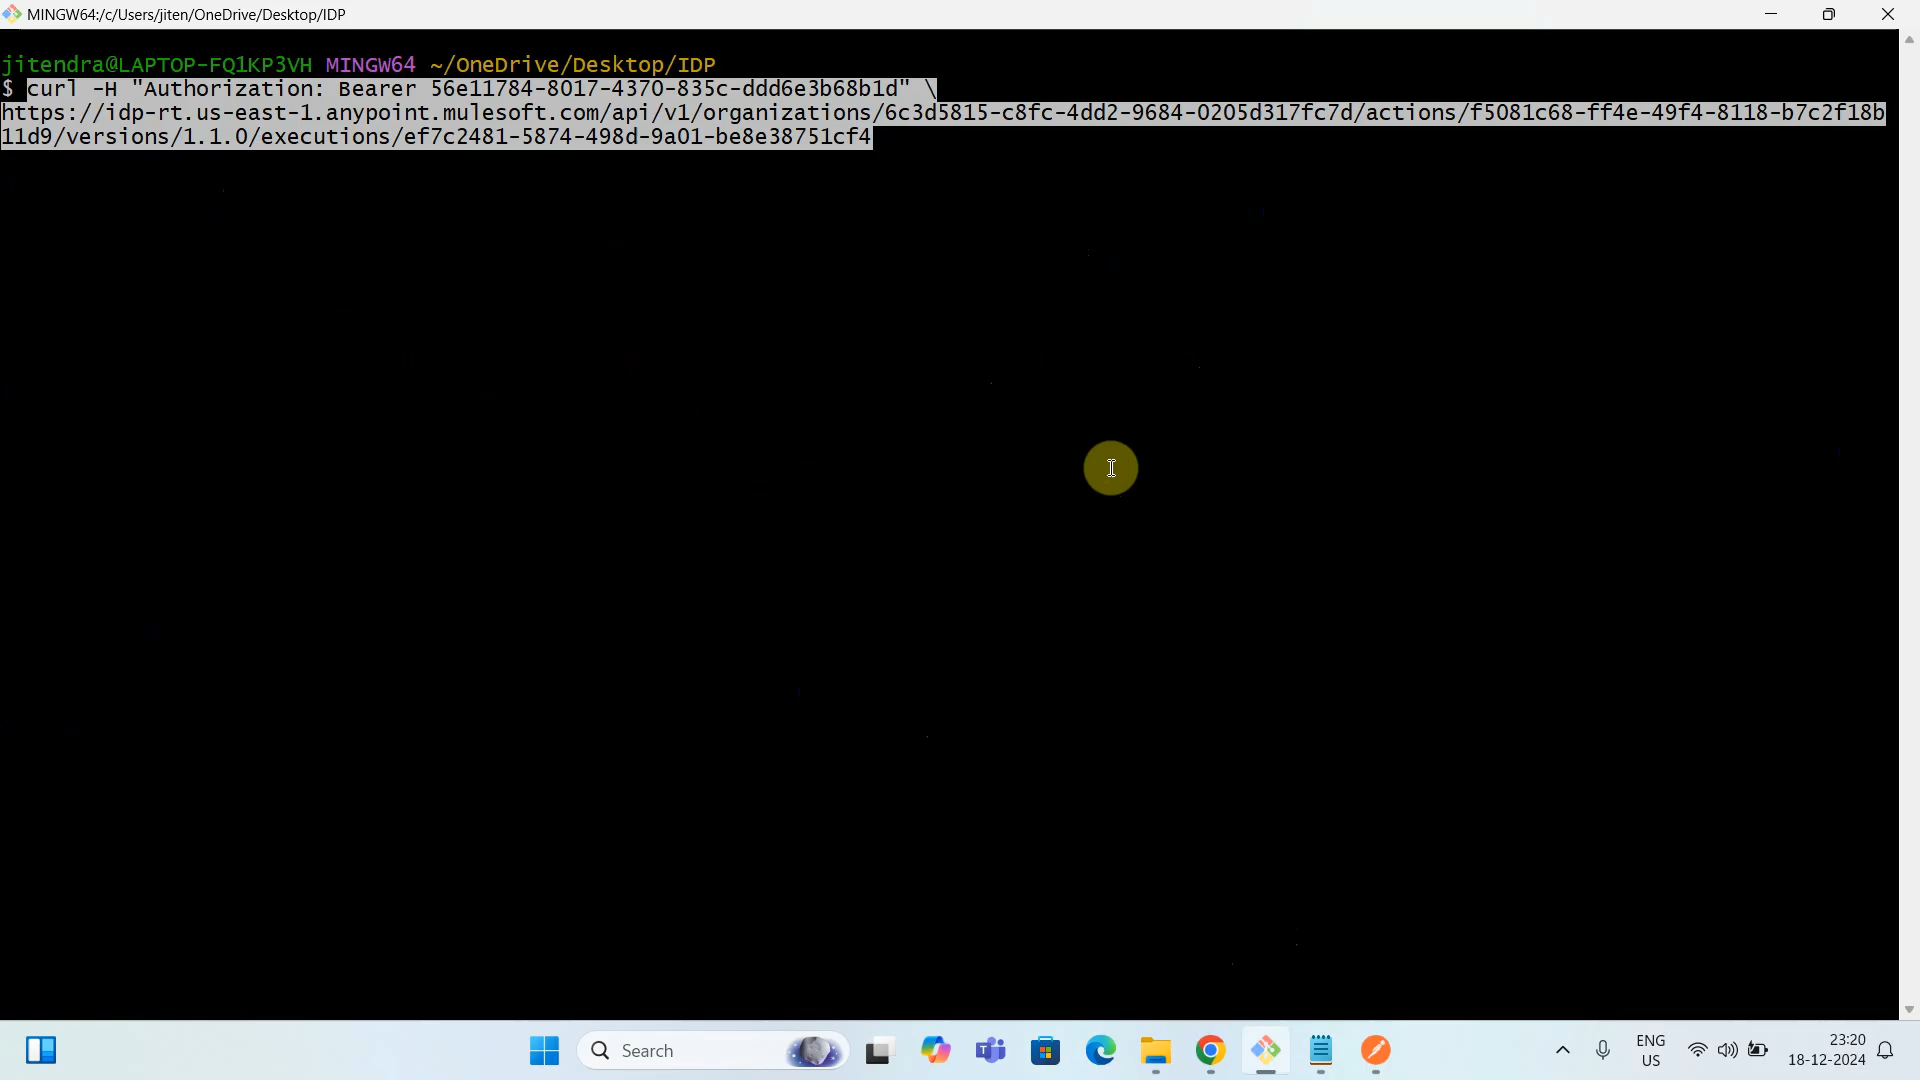 MINGW64:/c/Users/jiten/OneDrive/Desktop/IDP
jitendra@LAPTOP-FQ1KP3VH MINGW64 ~/OneDrive/Desktop/IDP
$ curl -H "Authorization: Bearer 56e11784-8017-4370-835c-ddd6e3b68b1d" \
https://idp-rt.us-east-1.anypoint.mulesoft.com/api/v1/organizations/6c3d5815-c8fc-4dd2-9684-0205d317fc7d/actions/f5081c68-ff4e-49f4-8118-b7c2f18b
11d9/versions/1.1.0/executions/ef7c2481-5874-498d-9a01-be8e38751cf4
Search
ENG
US
23:20
18-12-2024